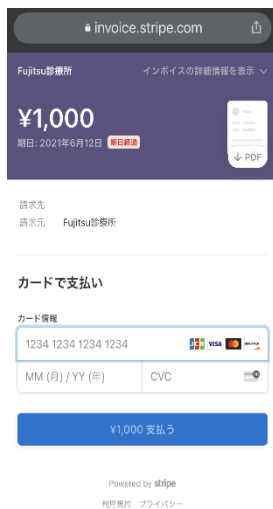 invoice.stripe.com
Fujitsu診療所 インボイスの詳細情報を表示
¥1,000
期日: 2021年6月12日 期日経過
PDF
請求先
請求元 Fujitsu診療所
カードで支払い
カード情報
1234 1234 1234 1234 JCB VISA
MM (月) / YY (年) CVC
¥1,000 支払う
Powered by stripe
利用規約 プライバシー